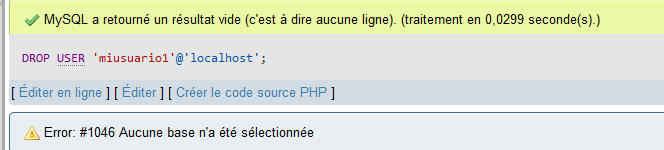 MySQL a retourné un résultat vide (c'est à dire aucune ligne). (traitement en 0,0299 seconde(s).)
DROP USER 'miusuario1'@'localhost';
[ Éditer en ligne ] [ Éditer ] [ Créer le code source PHP ]
Error: #1046 Aucune base n'a été sélectionnée